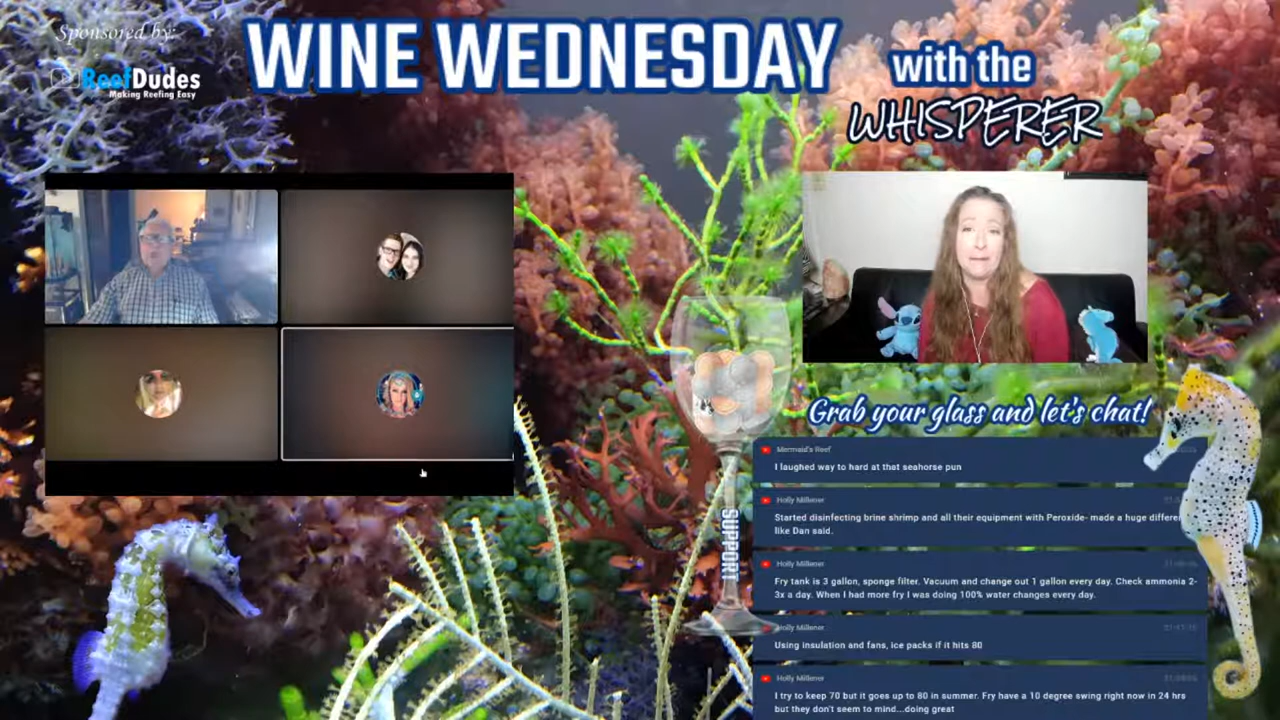 Sponsored by:
ReefDudes
Making Reefing Easy
WINE WEDNESDAY
with the
WHISPERER
Grab your glass and let's chat!
Mermaid's Reef
I laughed way to hard at that seahorse pun
Holly Millener
Started disinfecting brine shrimp and all their equipment with Peroxide- made a huge
like Dan said.
Holly Millener
Fry tank is 3 gallon, sponge filter. Vacuum and change out 1 gallon every day. Check ammonia 2-
3x a day. When I had more fry I was doing 100% water changes every day.
Holly Millener
Using insulation and fans, ice packs if it hits 80
Holly Millener
I try to keep 70 but it goes up to 80 in summer. Fry have a 10 degree swing right now in 24 hrs
but they don't seem to mind...doing great
SUPPORT